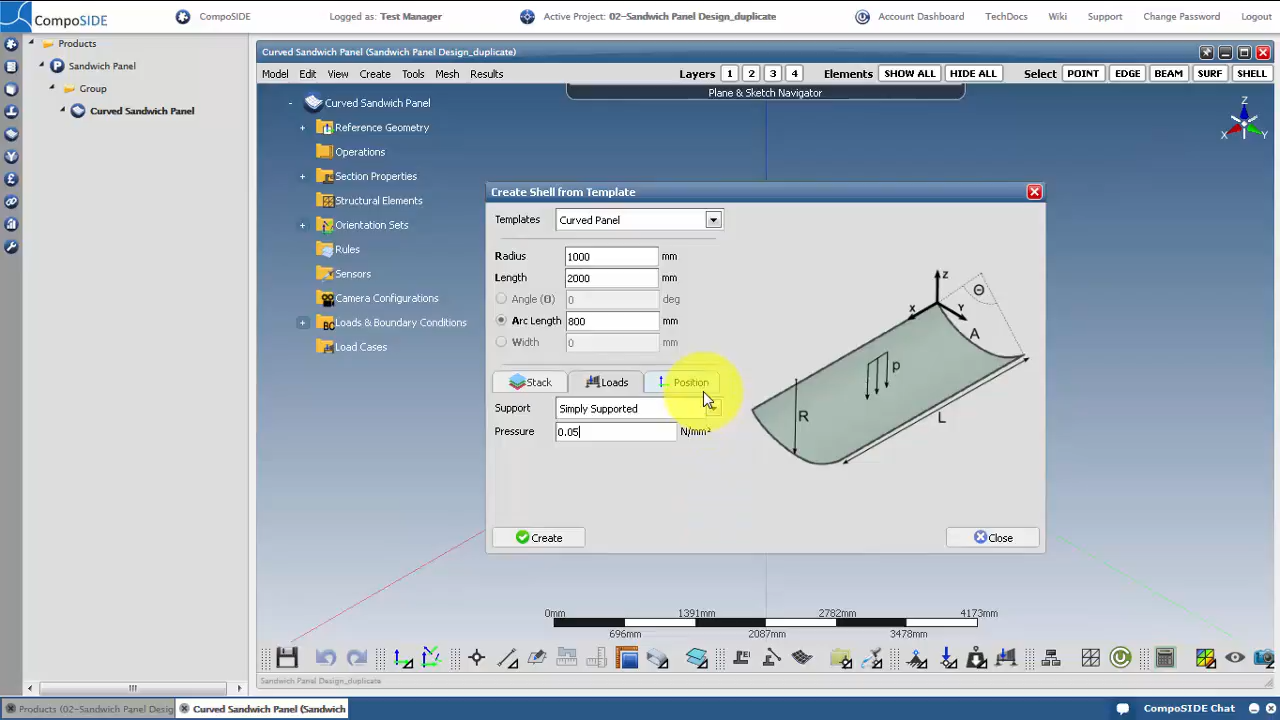 CompoSIDE
CompoSIDE
Logged as: Test Manager
Active Project: 02-Sandwich Panel Design_duplicate
Account Dashboard
TechDocs
Wiki
Support
Change Password
Logout
Products
Sandwich Panel
Group
Curved Sandwich Panel
Curved Sandwich Panel (Sandwich Panel Design_duplicate)
Model Edit View Create Tools Mesh Results
Layers 1 2 3 4
Elements SHOW ALL HIDE ALL
Select POINT EDGE BEAM SURF SHELL
Plane & Sketch Navigator
Curved Sandwich Panel
Reference Geometry
Operations
Section Properties
Structural Elements
Orientation Sets
Rules
Sensors
Camera Configurations
BC Loads & Boundary Conditions
Load Cases
Z
X
Y
Create Shell from Template
Templates Curved Panel
Radius 1000 mm
Length 2000 mm
Angle (θ) 0 deg
Arc Length 800 mm
Width 0 mm
Stack Loads Position
Support Simply Supported
Pressure 0.05 N/mm²
Z
Θ
X
Y
A
p
R
L
Create
Close
0mm 1391mm 2782mm 4173mm
696mm 2087mm 3478mm
Sandwich Panel Design_duplicate
Products (02-Sandwich Panel Desig
Curved Sandwich Panel (Sandwich
CompoSIDE Chat